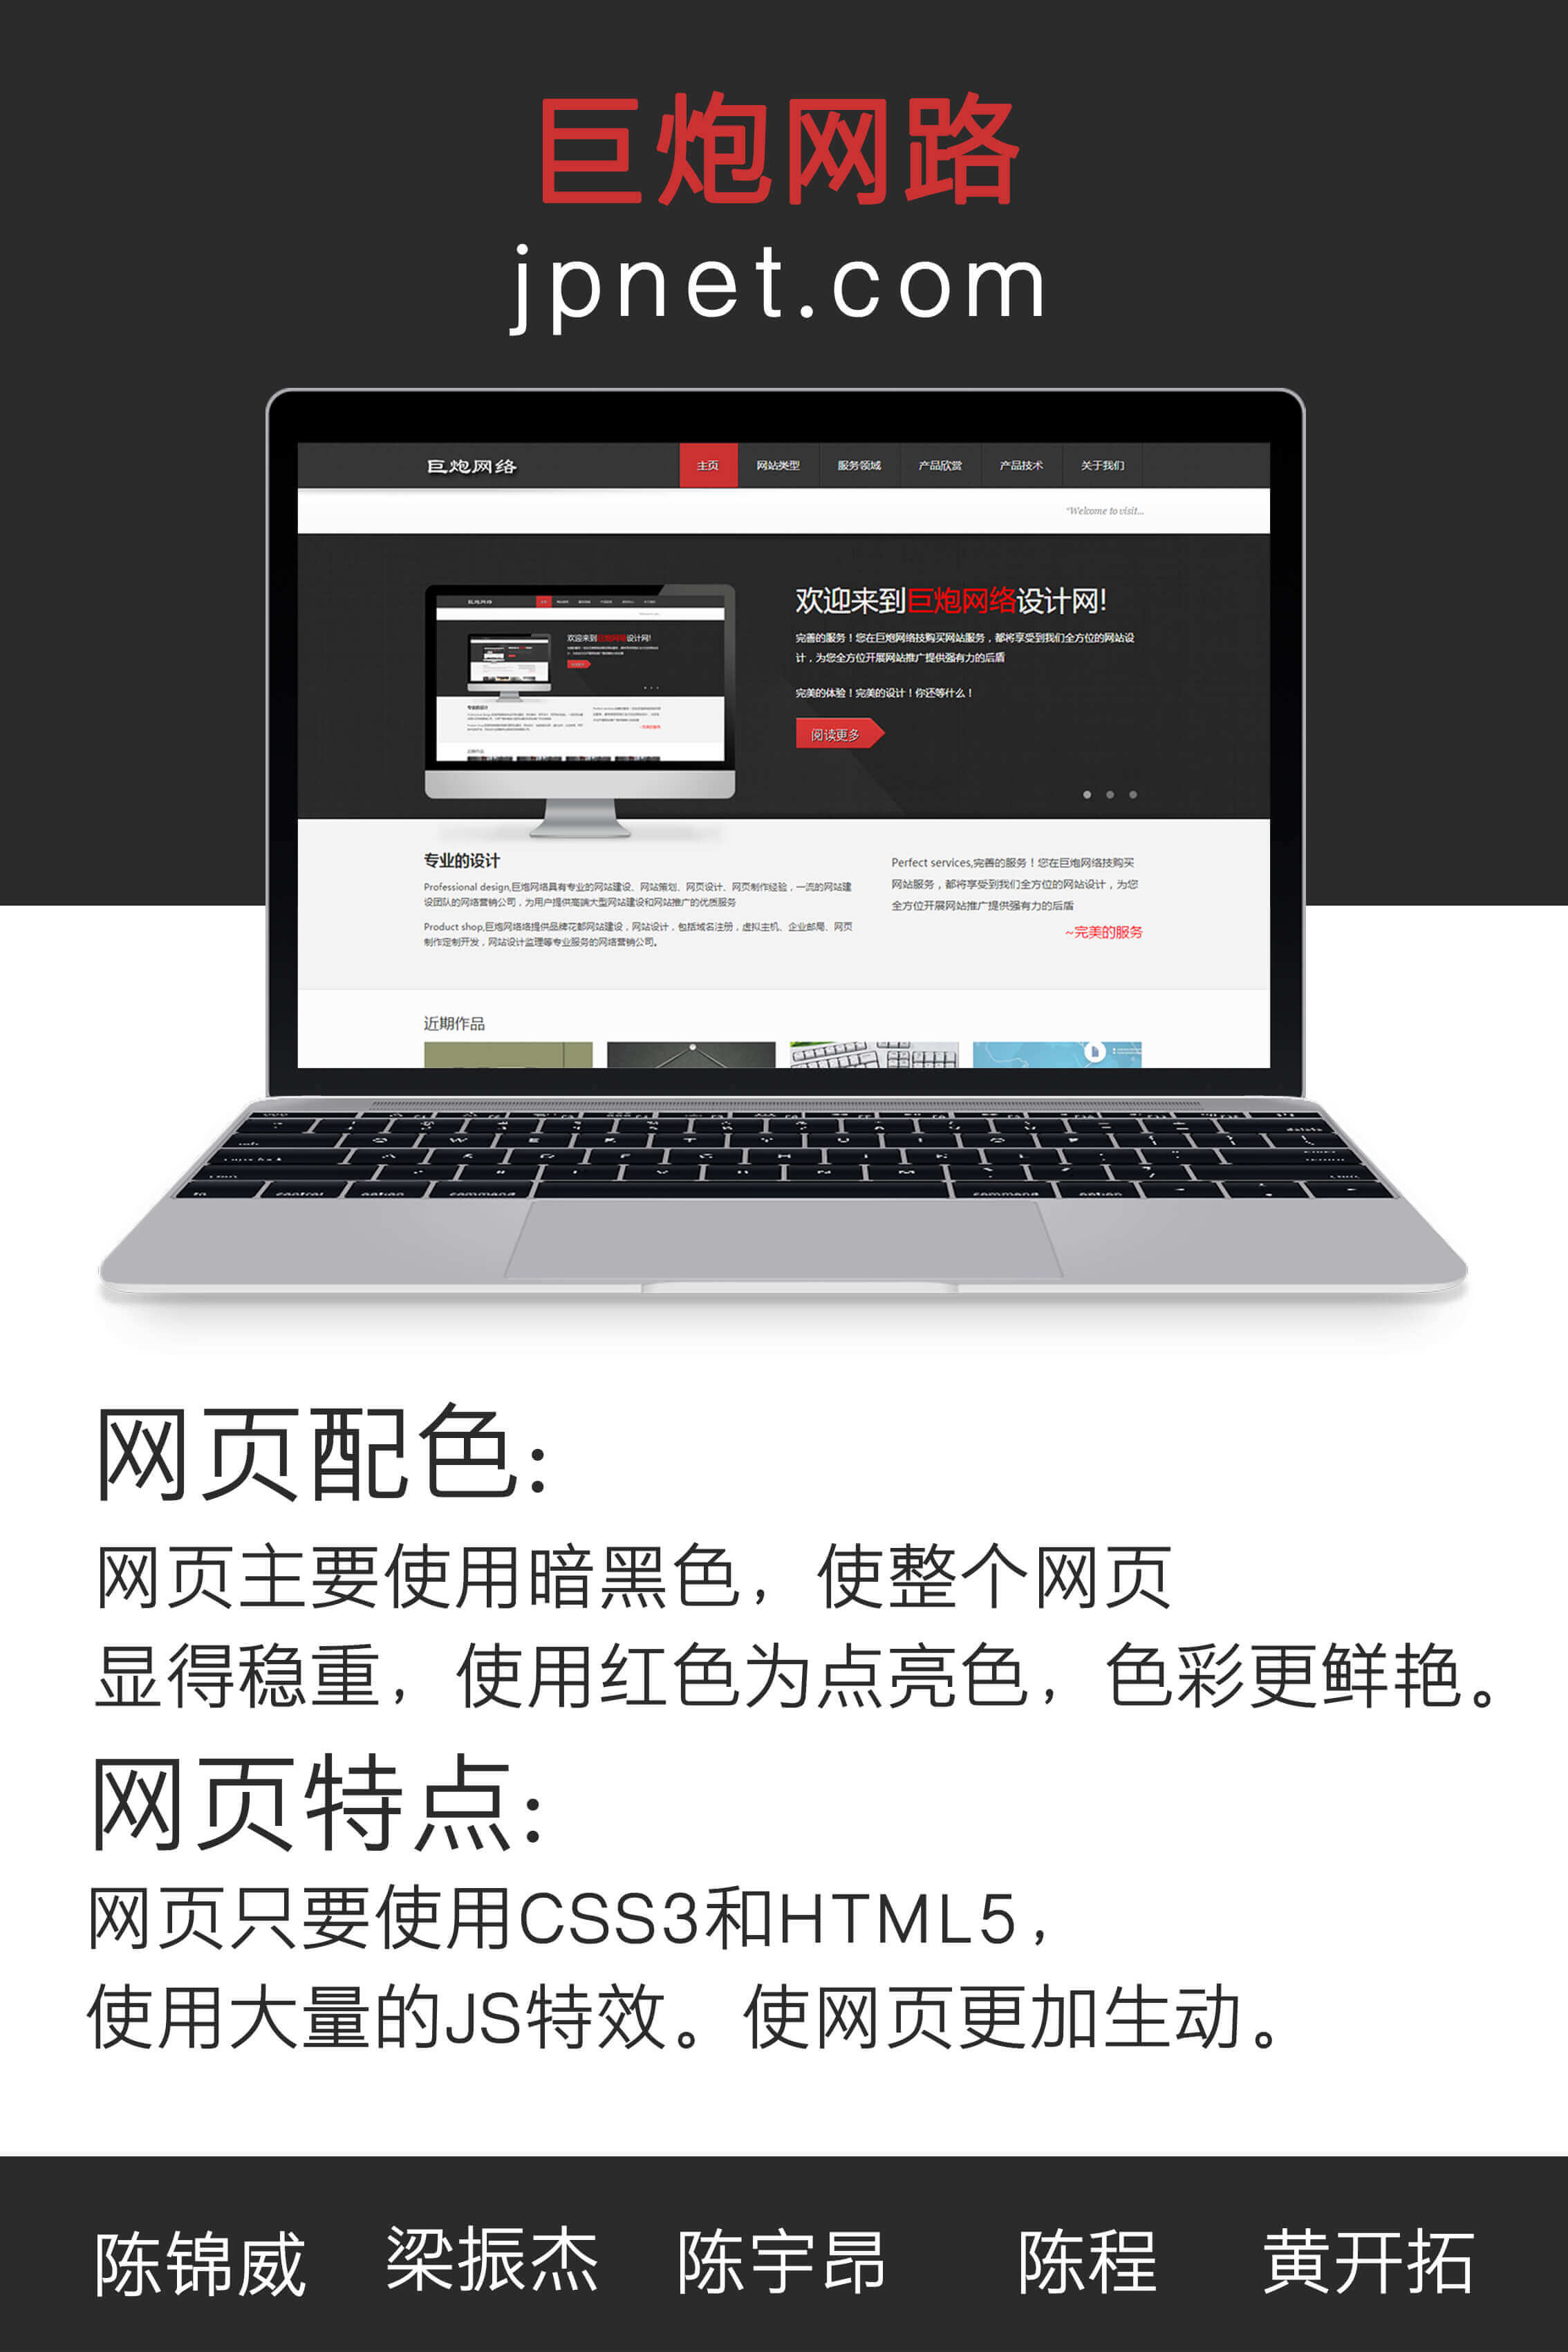 巨炮网路
jpnet.com
巨炮网络
主页 网站类型 服务领域 产品欣赏 产品技术 关于我们
“Welcome to visit...
欢迎来到巨炮网络设计网!
完善的服务！您在巨炮网络技购买网站服务，都将享受到我们全方位的网站设
计，为您全方位开展网站推广提供强有力的后盾
完美的体验！完美的设计！你还等什么！
阅读更多
专业的设计
Professional design,巨炮网络具有专业的网站建设、网站策划、网页设计、网页制作经验，一流的网站建
设团队的网络营销公司，为用户提供高端大型网站建设和网站推广的优质服务
Product shop,巨炮网络络提供品牌花都网站建设，网站设计，包括域名注册，虚拟主机、企业邮局、网页
制作定制开发，网站设计监理等专业服务的网络营销公司。
Perfect services,完善的服务！您在巨炮网络技购买
网站服务，都将享受到我们全方位的网站设计，为您
全方位开展网站推广提供强有力的后盾
~完美的服务
近期作品
网页配色:
网页主要使用暗黑色，使整个网页
显得稳重，使用红色为点亮色，色彩更鲜艳。
网页特点:
网页只要使用CSS3和HTML5，
使用大量的JS特效。使网页更加生动。
陈锦威 梁振杰 陈宇昂 陈程 黄开拓